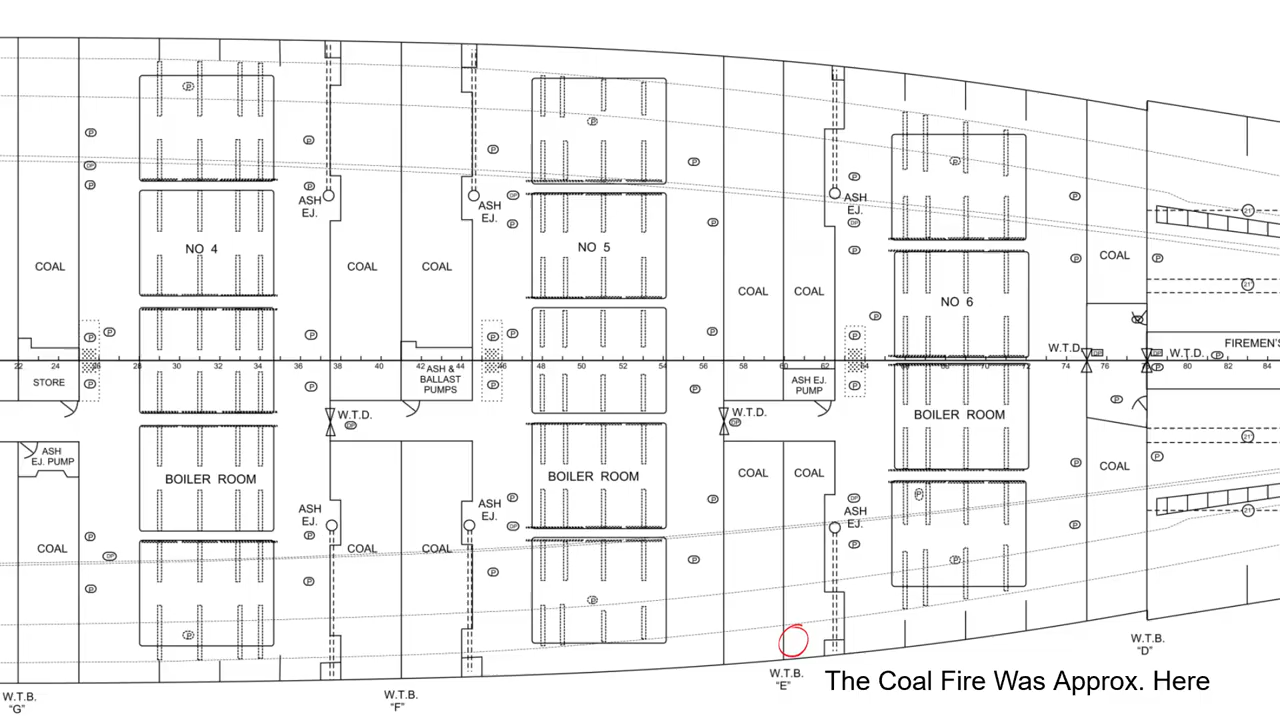 NO 4
NO 5
NO 6
ASH
EJ.
ASH
EJ.
ASH
EJ.
COAL
COAL
COAL
COAL
COAL
COAL
FIREMEN'S
W.T.D.
W.T.D.
22 24 26 28 30 32 34 36 38 40 42 44 46 48 50 52 54 56 58 60 62 64 66 68 70 72 74 76 78 80 82 84
STORE
ASH &
BALLAST
PUMPS
ASH EJ.
PUMP
W.T.D.
W.T.D.
BOILER ROOM
ASH
EJ. PUMP
BOILER ROOM
BOILER ROOM
COAL
COAL
COAL
ASH
EJ.
ASH
EJ.
ASH
EJ.
COAL
COAL
COAL
W.T.B.
"G"
W.T.B.
"F"
W.T.B.
"E"
W.T.B.
"D"
The Coal Fire Was Approx. Here